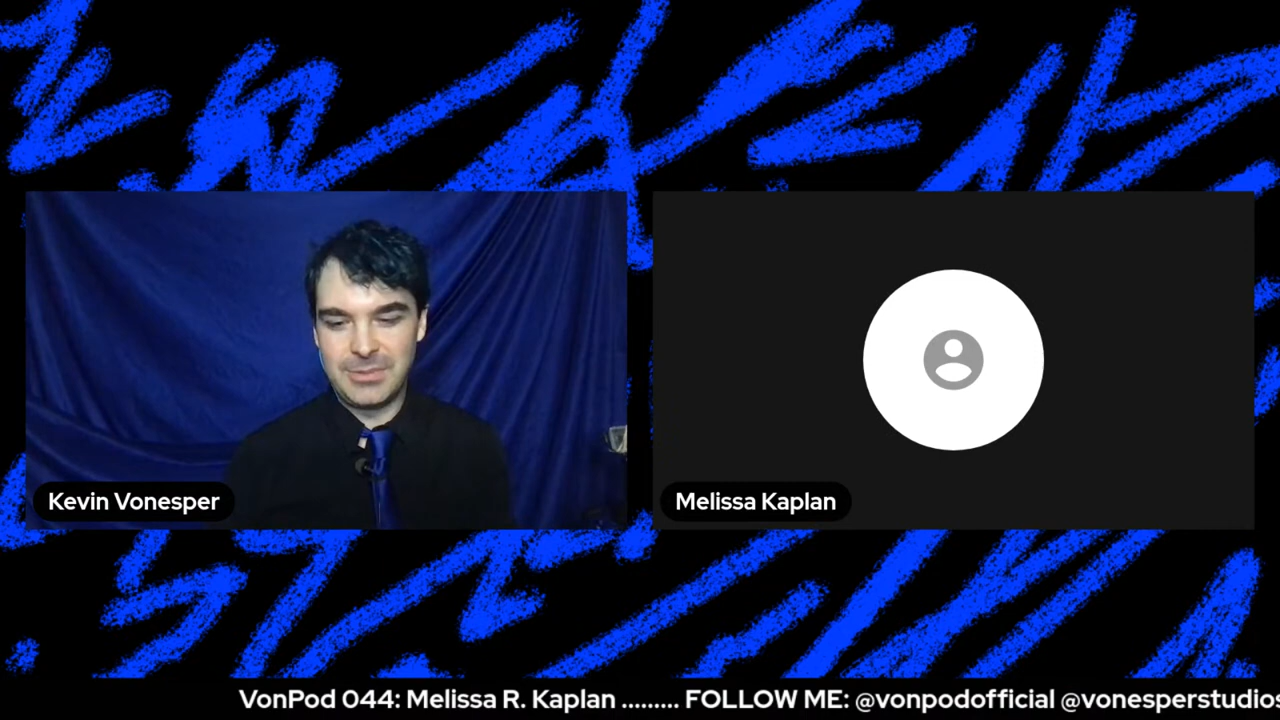 Kevin Vonesper
Melissa Kaplan
VonPod 044: Melissa R. Kaplan ......... FOLLOW ME: @vonpodofficial @vonesperstudios